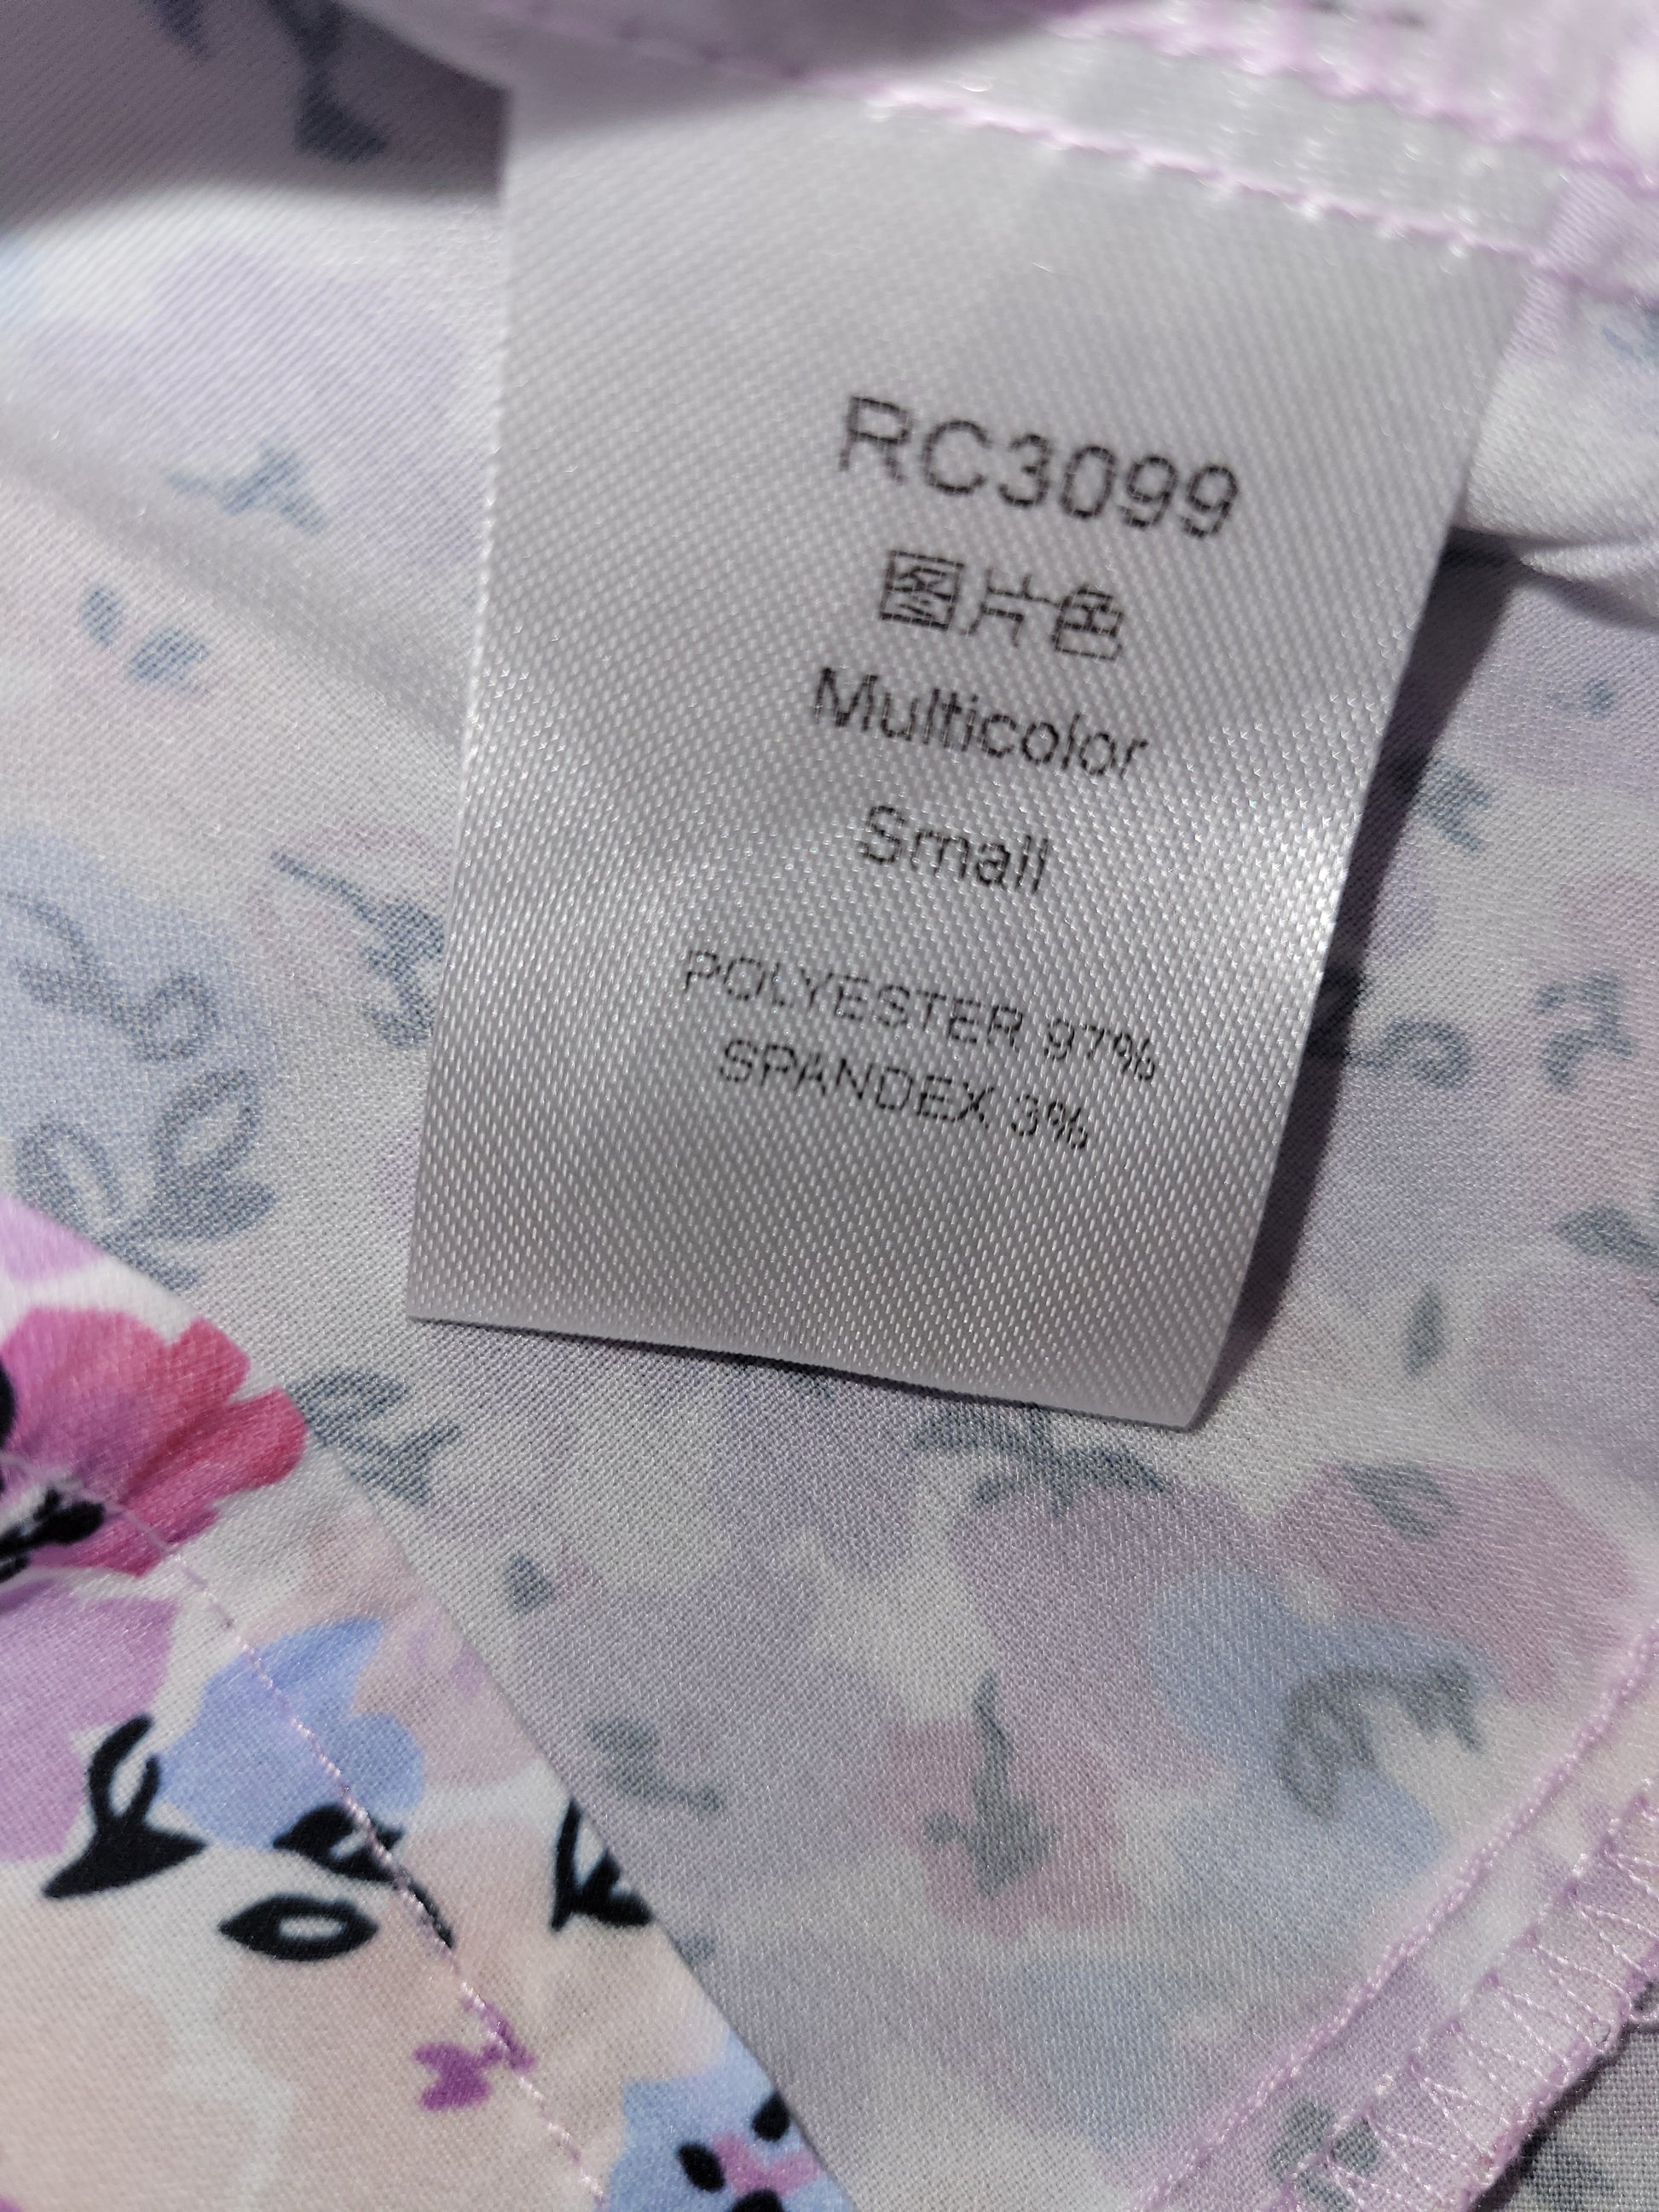 RC3099
图片色
Multicolor
Small
POLYESTER 97%
SPANDEX 3%